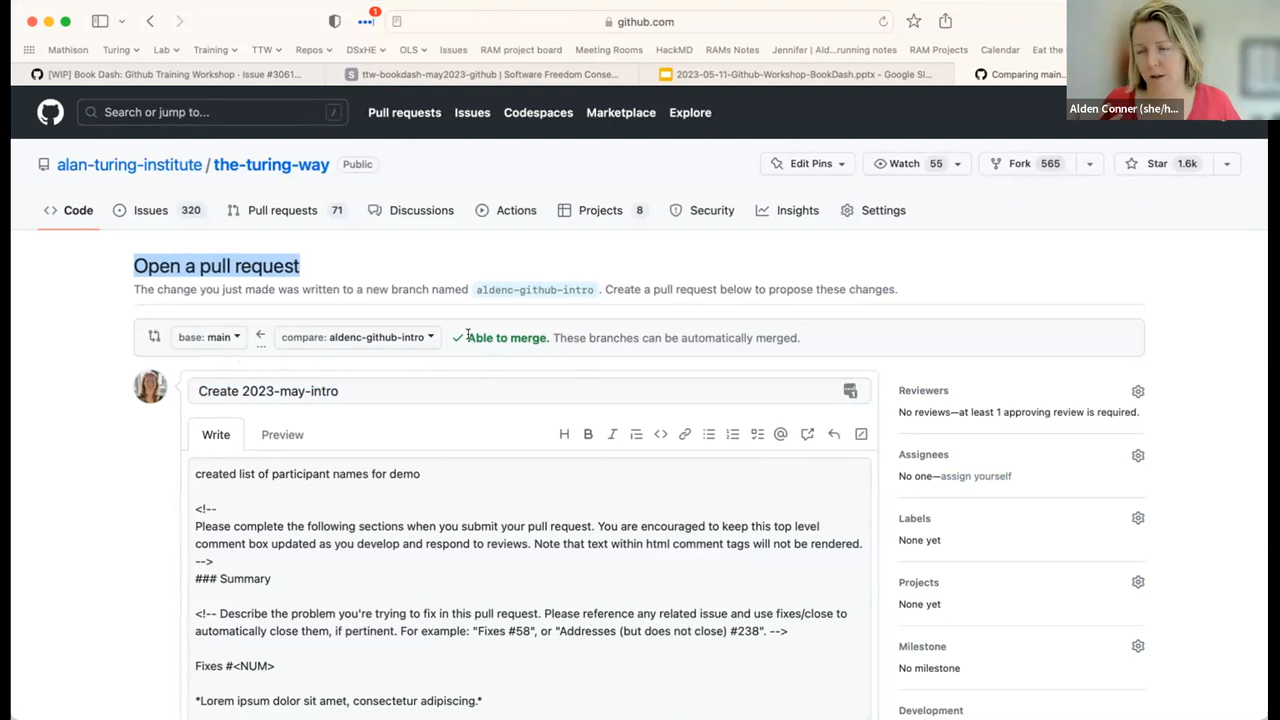 1
github.com
Mathison Turing Lab Training TTW Repos DSxHE OLS Issues RAM project board Meeting Rooms HackMD RAMs Notes Jennifer | Ald...running notes RAM Projects Calendar Eat the
[WIP] Book Dash: Github Training Workshop · Issue #3061...
ttw-bookdash-may2023-github | Software Freedom Conse...
2023-05-11-Github-Workshop-BookDash.pptx - Google Sl...
Comparing main...
Alden Conner (she/h...
Search or jump to... /
Pull requests Issues Codespaces Marketplace Explore
alan-turing-institute / the-turing-way Public
Edit Pins Watch 55 Fork 565 Star 1.6k
<> Code Issues 320 Pull requests 71 Discussions Actions Projects 8 Security Insights Settings
Open a pull request
The change you just made was written to a new branch named aldenc-github-intro . Create a pull request below to propose these changes.
base: main ← compare: aldenc-github-intro ✓ Able to merge. These branches can be automatically merged.
...
Create 2023-may-intro
Write Preview
H B I <> @
created list of participant names for demo
<!--
Please complete the following sections when you submit your pull request. You are encouraged to keep this top level
comment box updated as you develop and respond to reviews. Note that text within html comment tags will not be rendered.
-->
### Summary
<!-- Describe the problem you're trying to fix in this pull request. Please reference any related issue and use fixes/close to
automatically close them, if pertinent. For example: "Fixes #58", or "Addresses (but does not close) #238". -->
Fixes #<NUM>
*Lorem ipsum dolor sit amet, consectetur adipiscing.*
Reviewers
No reviews—at least 1 approving review is required.
Assignees
No one—assign yourself
Labels
None yet
Projects
None yet
Milestone
No milestone
Development